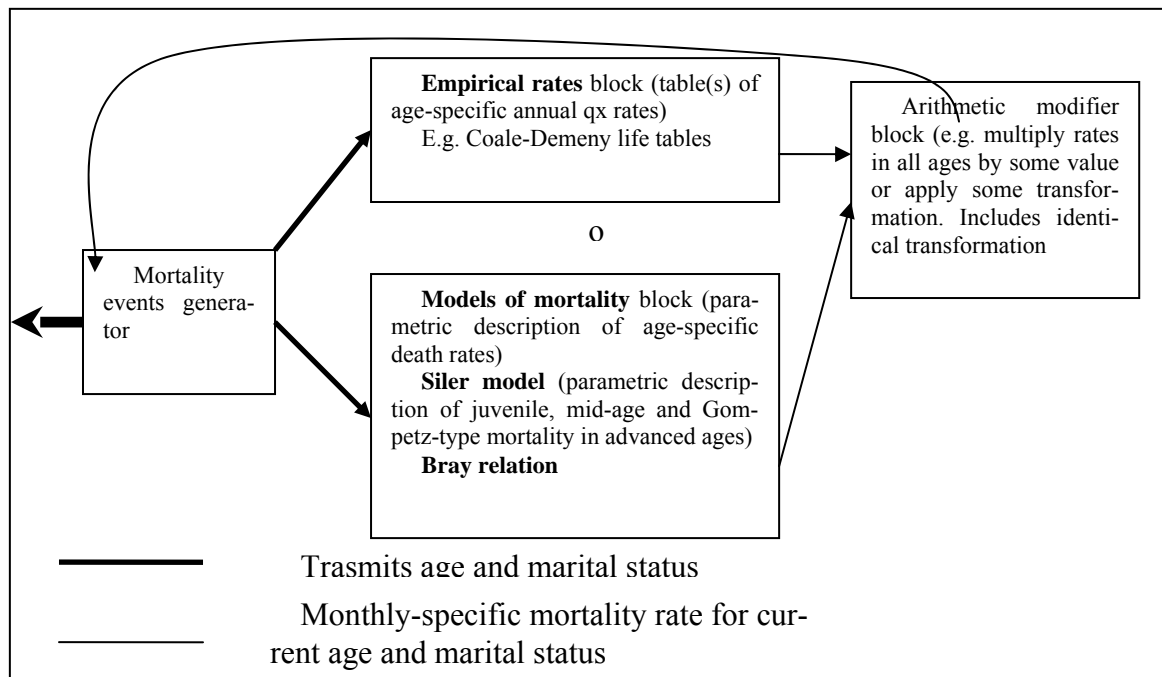 Empirical rates block (table(s) of
age-specific annual qx rates)
E.g. Coale-Demeny life tables
Arithmetic modifier
block (e.g. multiply rates
in all ages by some value
or apply some transfor-
mation. Includes identi-
cal transformation
o
Mortality
events genera-
tor
Models of mortality block (para-
metric description of age-specific
death rates)
Siler model (parametric descrip-
tion of juvenile, mid-age and Gom-
petz-type mortality in advanced ages)
Bray relation
Trasmits age and marital status
Monthly-specific mortality rate for cur-
rent age and marital status